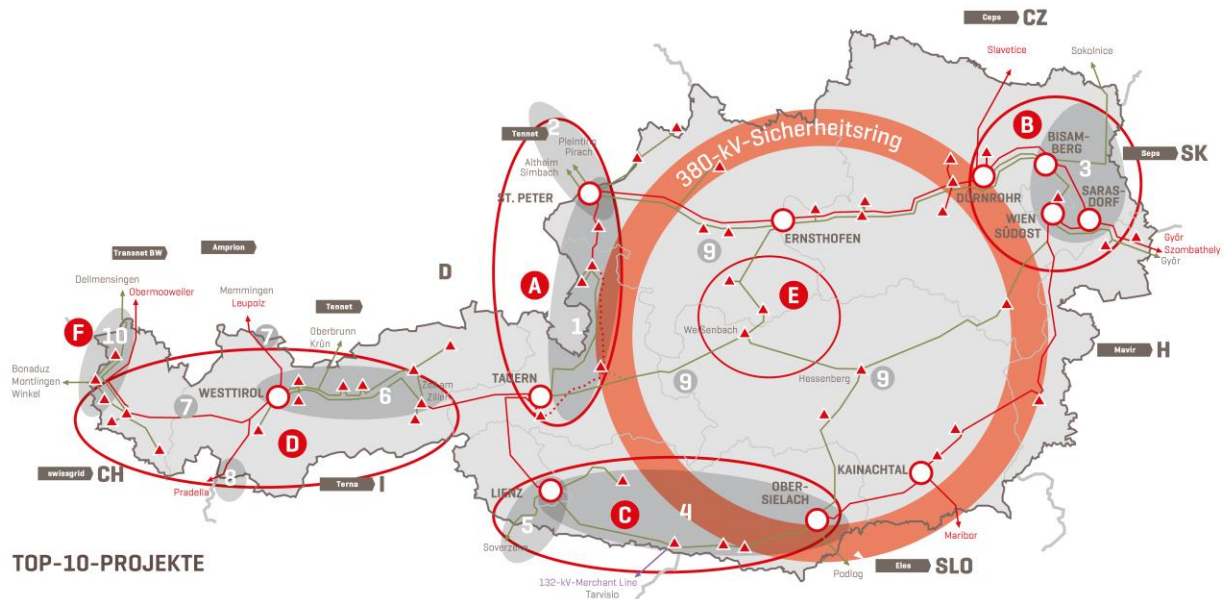 Ceps CZ
Slavetice
Sokolnice
380-kV-Sicherheitsring
B
BISAM-
BERG
3
Seps SK
SARAS-
DORF
DÜRNROHR
WIEN
SÜDOST
Győr
Szombathely
Győr
Tennet
2
Pleinting
Pirach
Altheim
Simbach
ST. PETER
ERNSTHOFEN
9
E
A
1
D
Weißenbach
9
Hessenberg
9
Mavir H
Transnet BW
Amprion
Dellmensingen
Obermooweiler
Memmingen
Leupolz
Tennet
Oberbrunn
Krün
F
10
7
Bonaduz
Montlingen
Winkel
WESTTIROL
7
6
Zell am
Ziller
TAUERN
D
swissgrid CH
8
Pradella
Terna I
LIENZ
C
4
5
Soverzene
OBER-
SIELACH
KAINACHTAL
Maribor
Podlog
Eles SLO
132-kV-Merchant Line
Tarvisio
TOP-10-PROJEKTE